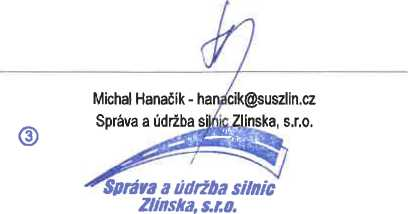 Michal Hanačík - hanacik@suszlin.cz
Správa a údržba silnic Zlínska, s.r.o.
③
Správa a údržba silnic
Zlínska, s.r.o.